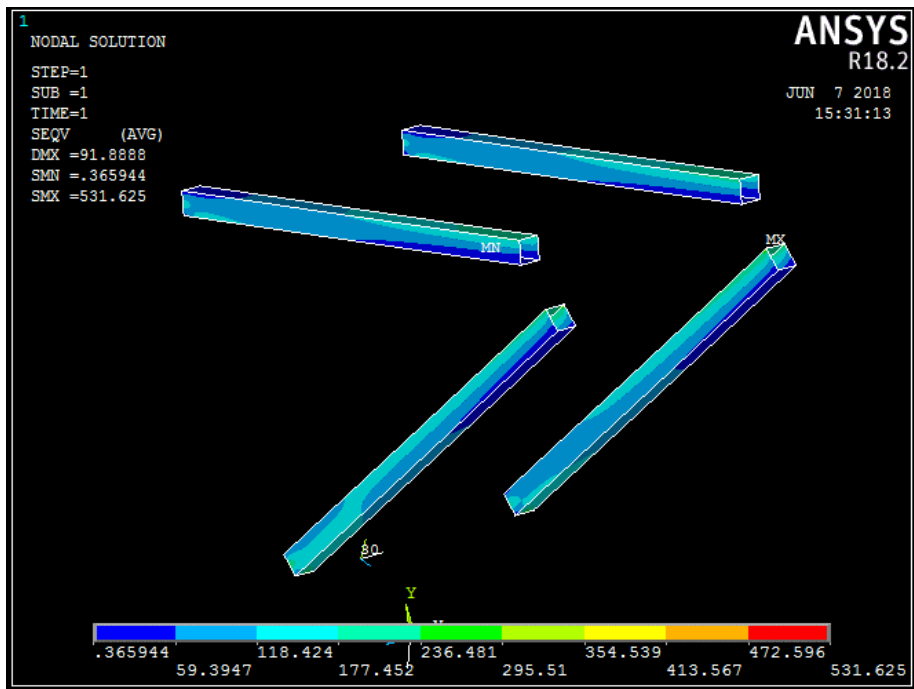 1
NODAL SOLUTION
STEP=1
SUB =1
TIME=1
SEQV     (AVG)
DMX =91.8888
SMN =.365944
SMX =531.625
ANSYS
R18.2
JUN  7 2018
15:31:13
MN
MX
80
Y
.365944 118.424 236.481 354.539 472.596
59.3947 177.452 295.51 413.567 531.625